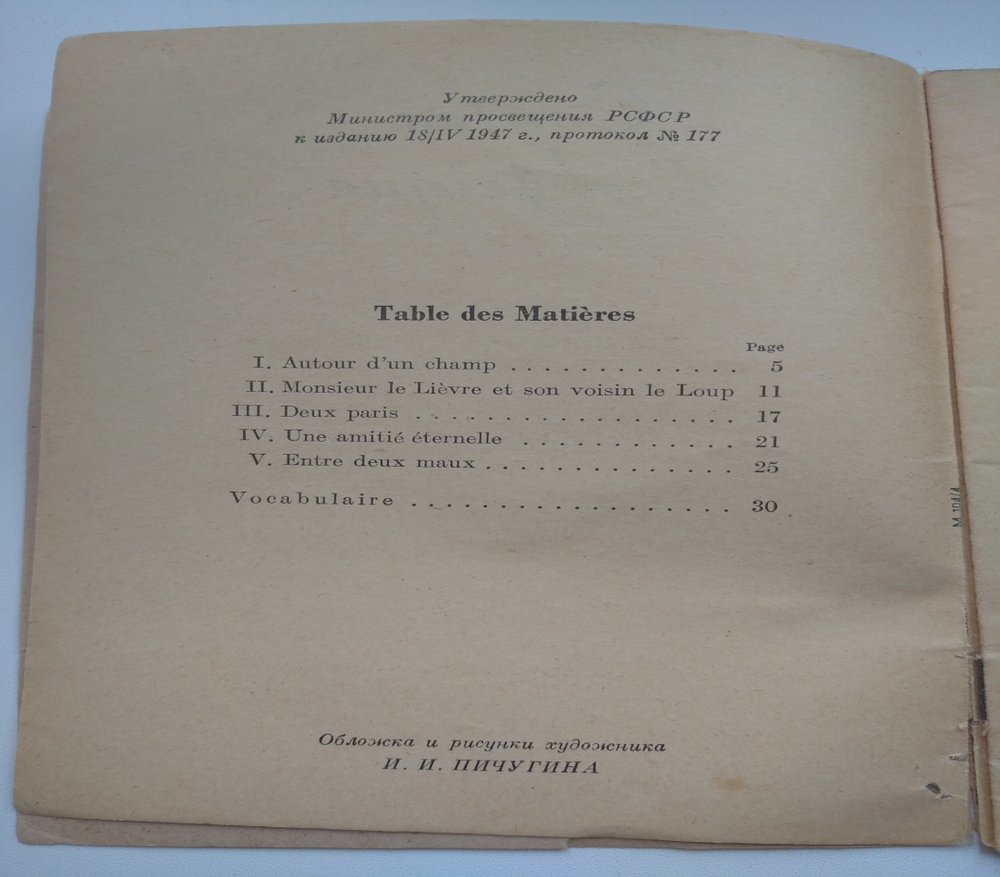 Утверждено
Министром просвещения РСФСР
к изданию 18/IV 1947 г., протокол № 177
Table des Matières
Page
I. Autour d'un champ . . . . . . . . . . . . . 5
II. Monsieur le Lièvre et son voisin le Loup 11
III. Deux paris . . . . . . . . . . . . . . . . . . 17
IV. Une amitié éternelle . . . . . . . . . . . . 21
V. Entre deux maux . . . . . . . . . . . . . . 25
Vocabulaire . . . . . . . . . . . . . . . . . . 30
М 104/4
Обложка и рисунки художника
И. И. ПИЧУГИНА